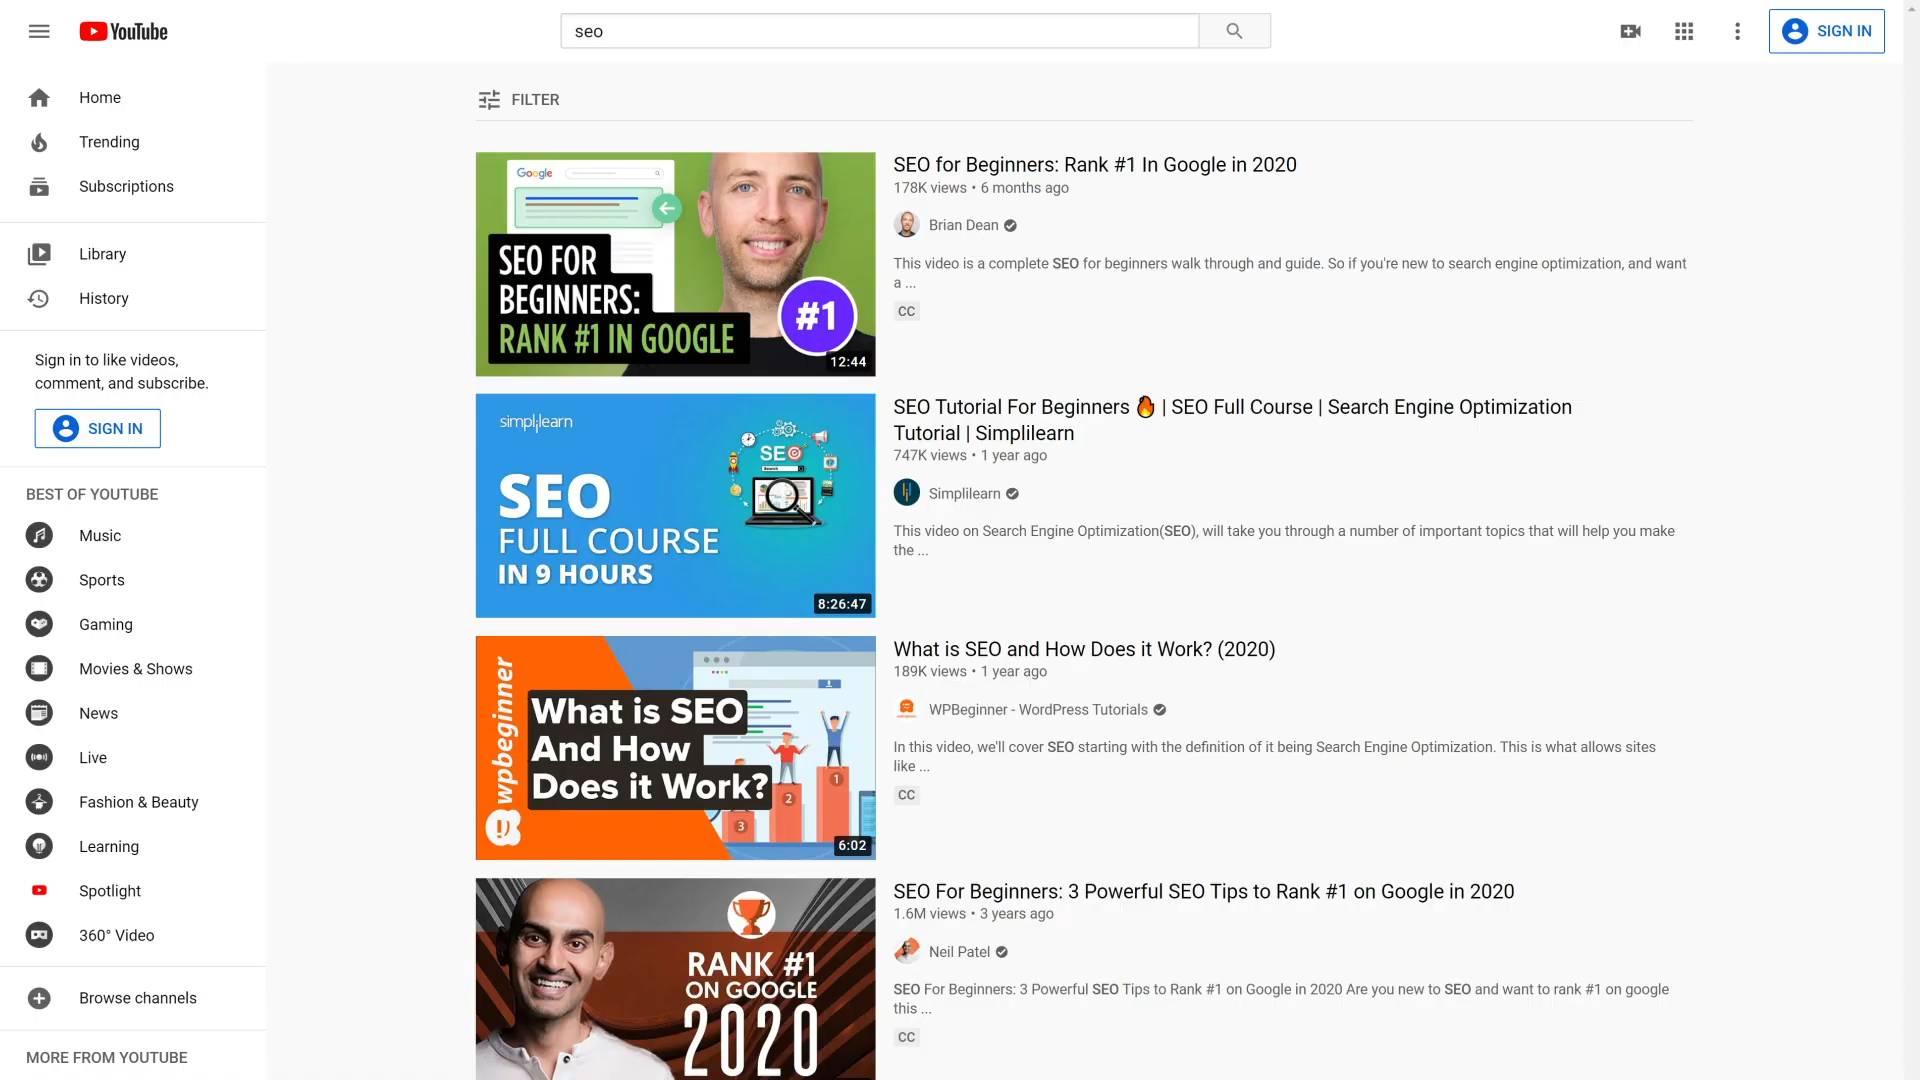 YouTube
seo
SIGN IN
Home
Trending
Subscriptions
Library
History
Sign in to like videos,
comment, and subscribe.
SIGN IN
BEST OF YOUTUBE
Music
Sports
Gaming
Movies & Shows
News
Live
Fashion & Beauty
Learning
Spotlight
360° Video
Browse channels
MORE FROM YOUTUBE
FILTER
Google
SEO FOR
BEGINNERS:
RANK #1 IN GOOGLE
#1
12:44
SEO for Beginners: Rank #1 In Google in 2020
178K views • 6 months ago
Brian Dean
This video is a complete SEO for beginners walk through and guide. So if you're new to search engine optimization, and want
a ...
CC
simplilearn
SEO
Search
SEO
FULL COURSE
IN 9 HOURS
8:26:47
SEO Tutorial For Beginners 🔥 | SEO Full Course | Search Engine Optimization
Tutorial | Simplilearn
747K views • 1 year ago
Simplilearn
This video on Search Engine Optimization(SEO), will take you through a number of important topics that will help you make
the ...
wpbeginner
What is SEO
And How
Does it Work?
1
2
3
6:02
What is SEO and How Does it Work? (2020)
189K views • 1 year ago
WPBeginner - WordPress Tutorials
In this video, we'll cover SEO starting with the definition of it being Search Engine Optimization. This is what allows sites
like ...
CC
RANK #1
ON GOOGLE
2020
SEO For Beginners: 3 Powerful SEO Tips to Rank #1 on Google in 2020
1.6M views • 3 years ago
Neil Patel
SEO For Beginners: 3 Powerful SEO Tips to Rank #1 on Google in 2020 Are you new to SEO and want to rank #1 on google
this ...
CC